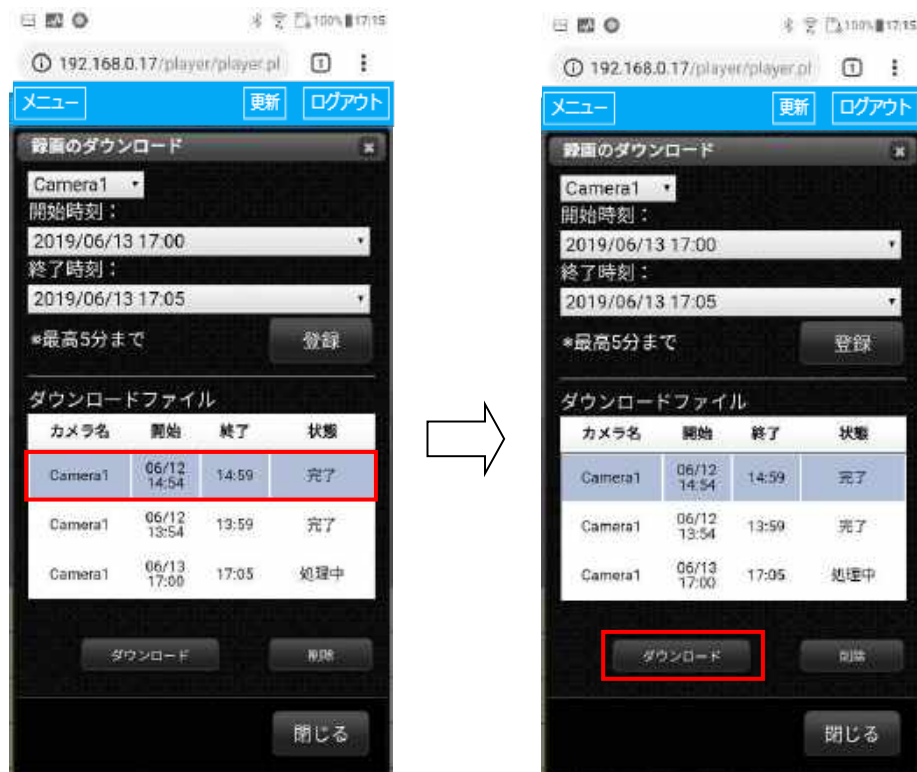 100% 17:15
192.168.0.17/player/player.pl 1
メニュー 更新 ログアウト
録画のダウンロード
Camera1
開始時刻：
2019/06/13 17:00
終了時刻：
2019/06/13 17:05
*最高5分まで 登録
ダウンロードファイル
カメラ名 開始 終了 状態
Camera1 06/12 14:54 14:59 完了
Camera1 06/12 13:54 13:59 完了
Camera1 06/13 17:00 17:05 処理中
ダウンロード 削除
閉じる
100% 17:15
192.168.0.17/player/player.pl 1
メニュー 更新 ログアウト
録画のダウンロード
Camera1
開始時刻：
2019/06/13 17:00
終了時刻：
2019/06/13 17:05
*最高5分まで 登録
ダウンロードファイル
カメラ名 開始 終了 状態
Camera1 06/12 14:54 14:59 完了
Camera1 06/12 13:54 13:59 完了
Camera1 06/13 17:00 17:05 処理中
ダウンロード 削除
閉じる